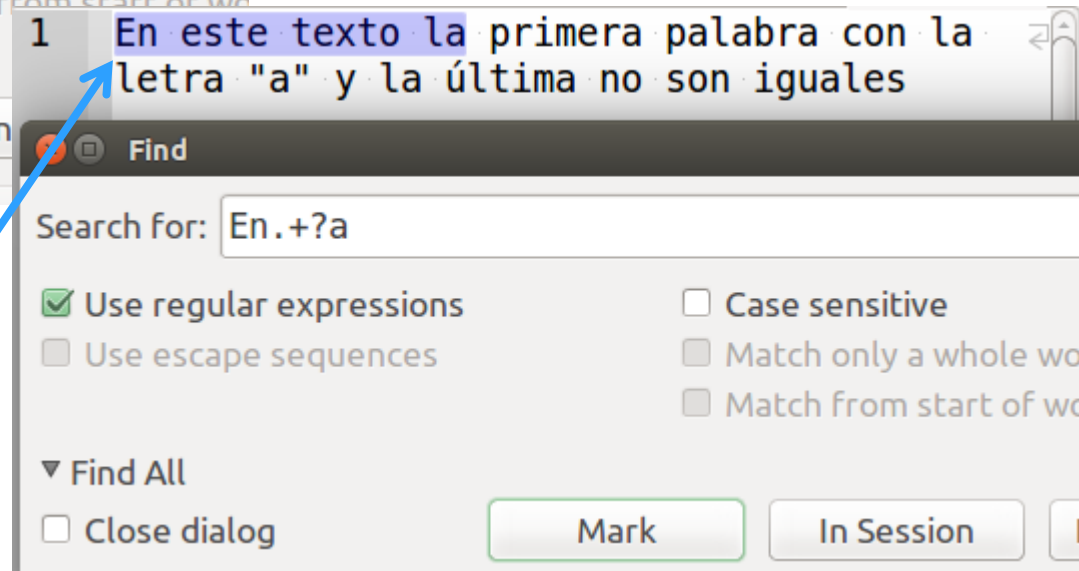 1 En este texto la primera palabra con la
letra "a" y la última no son iguales
Find
Search for: En.+?a
Use regular expressions Case sensitive
Use escape sequences Match only a whole wo
Match from start of wo
Find All
Close dialog Mark In Session